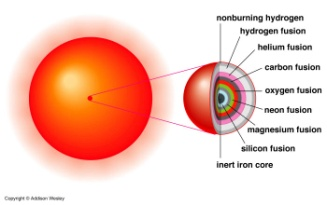 nonburning hydrogen
hydrogen fusion
helium fusion
carbon fusion
oxygen fusion
neon fusion
magnesium fusion
silicon fusion
inert iron core
Copyright © Addison Wesley